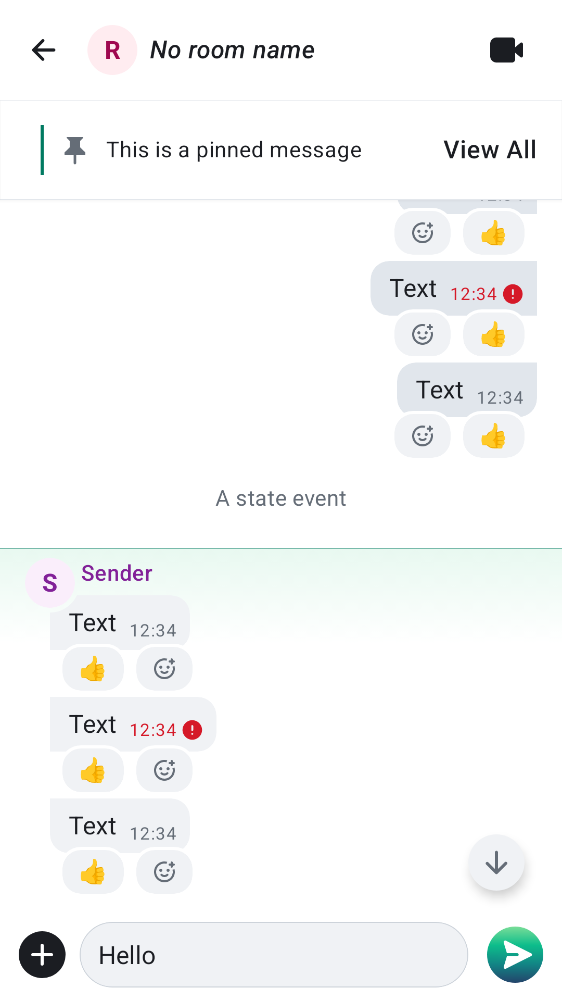 R
No room name
This is a pinned message
View All
Text 12:34
Text 12:34
A state event
S
Sender
Text 12:34
Text 12:34
Text 12:34
Hello